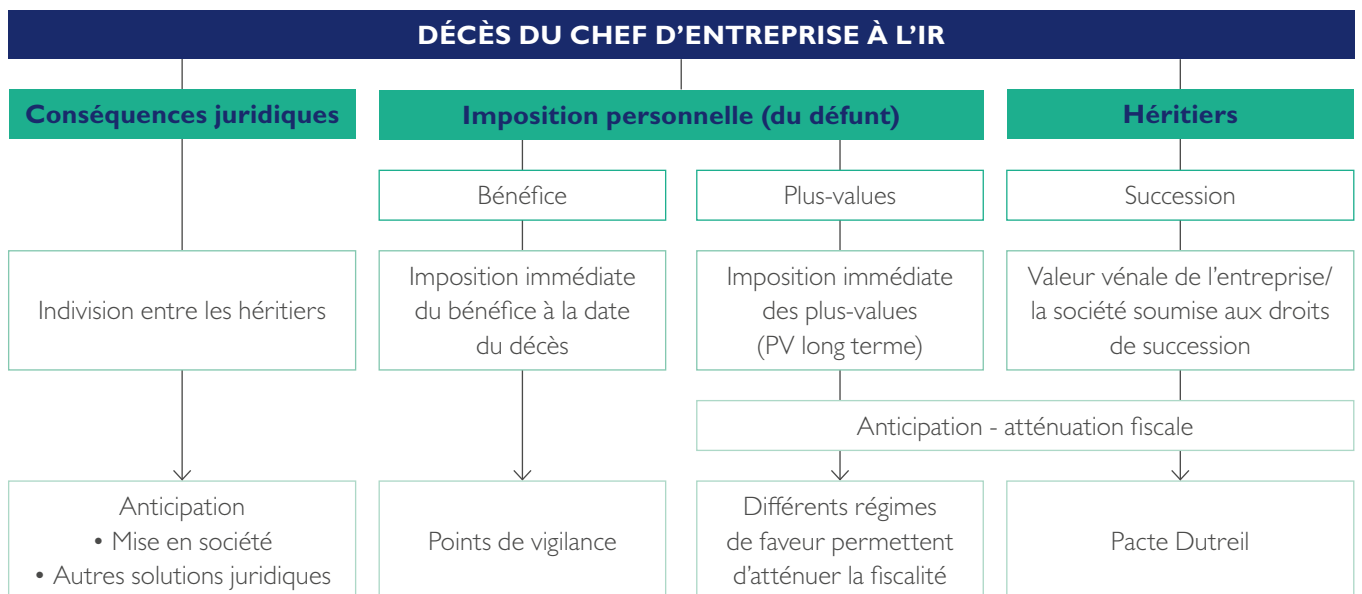 DÉCÈS DU CHEF D’ENTREPRISE À L’IR
Conséquences juridiques
Imposition personnelle (du défunt)
Héritiers
Bénéfice
Plus-values
Succession
Indivision entre les héritiers
Imposition immédiate
du bénéfice à la date
du décès
Imposition immédiate
des plus-values
(PV long terme)
Valeur vénale de l’entreprise/
la société soumise aux droits
de succession
Anticipation - atténuation fiscale
Anticipation
• Mise en société
• Autres solutions juridiques
Points de vigilance
Différents régimes
de faveur permettent
d’atténuer la fiscalité
Pacte Dutreil